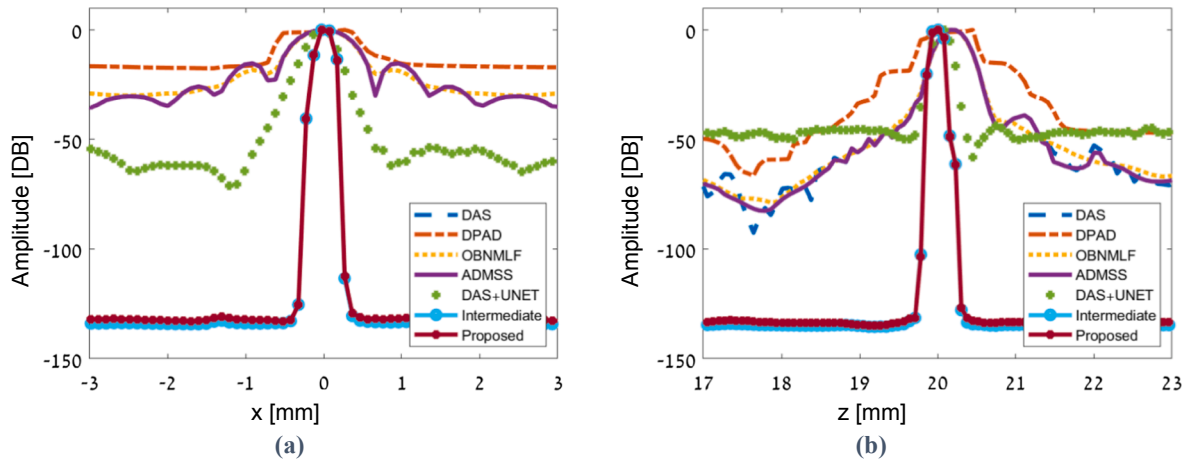 0
-50
-100
-150
Amplitude [DB]
DAS
DPAD
OBNMLF
ADMSS
DAS+UNET
Intermediate
Proposed
-3 -2 -1 0 1 2 3
x [mm]
(a)
0
-50
-100
-150
Amplitude [DB]
DAS
DPAD
OBNMLF
ADMSS
DAS+UNET
Intermediate
Proposed
17 18 19 20 21 22 23
z [mm]
(b)